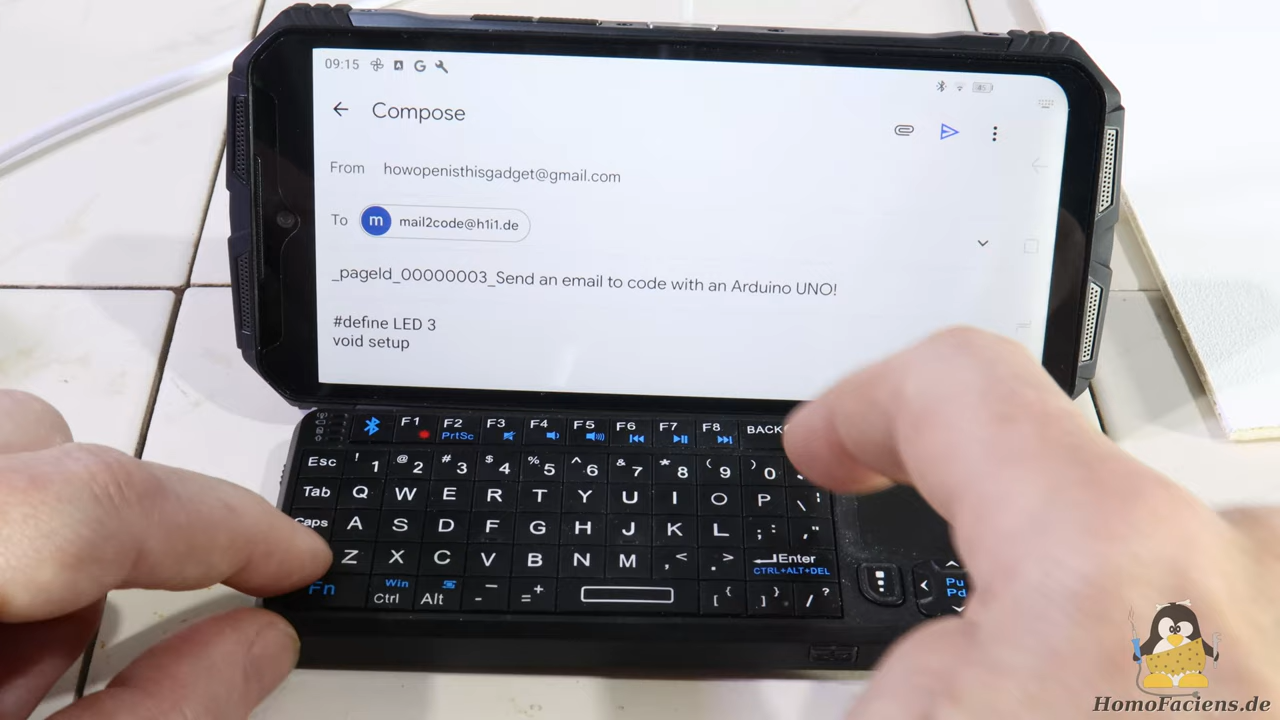 09:15 G
Compose
From howopenisthisgadget@gmail.com
To m mail2code@h1i1.de
_pageId_00000003_Send an email to code with an Arduino UNO!
#define LED 3
void setup
F1 F2 F3 F4 F5 F6 F7 F8 BACK
PrtSc
Esc ! 1 @ 2 # 3 $ 4 % 5 ^ 6 & 7 * 8 ( 9 ) 0
Tab Q W E R T Y U I O P \ '
Caps A S D F G H J K L ; : , "
Z X C V B N M , < . > Enter
CTRL+ALT+DEL
Fn Win Ctrl Alt - _ = + [ { ] } / ?
Pu
Pd
HomoFaciens.de